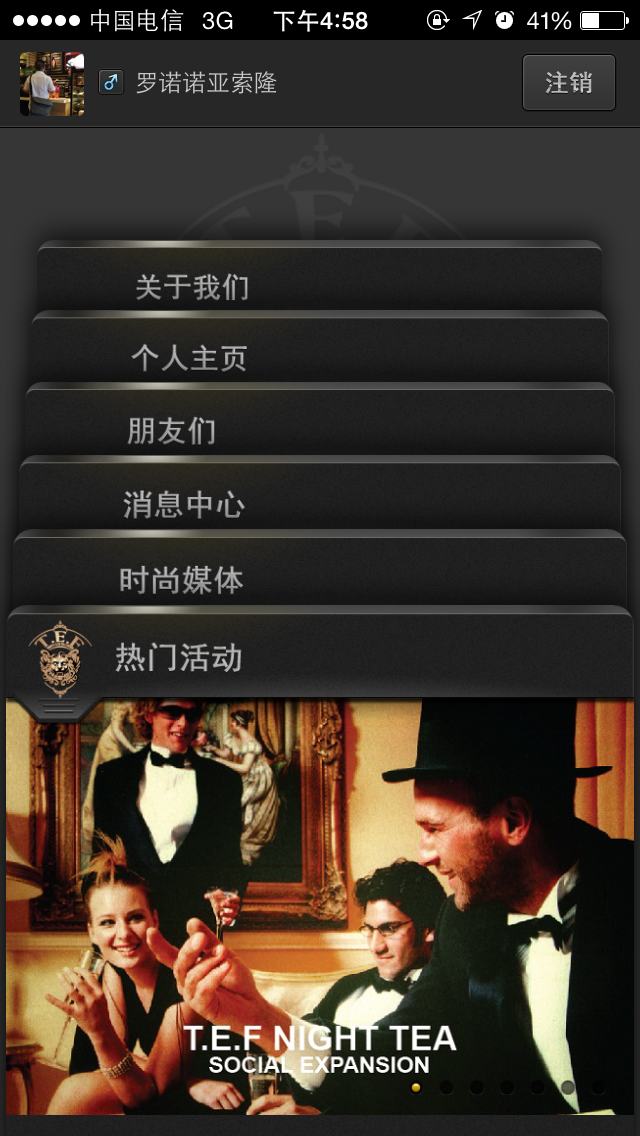 中国电信 3G 下午4:58 41%
罗诺诺亚索隆 注销
T.E.F
关于我们
个人主页
朋友们
消息中心
时尚媒体
T.E.F 热门活动
T.E.F NIGHT TEA
SOCIAL EXPANSION